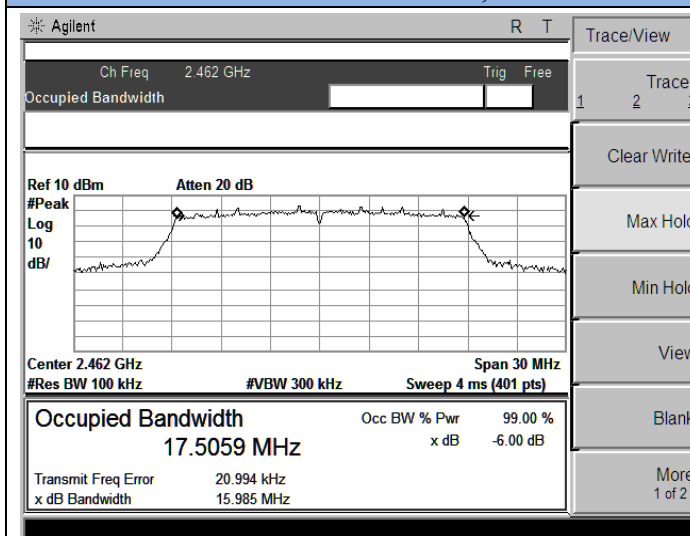 Agilent R T
Trace/View
Ch Freq 2.462 GHz Trig Free
Occupied Bandwidth
Trace
1 2
Clear Write
Ref 10 dBm Atten 20 dB
#Peak
Log
10
dB/
Max Hold
Min Hold
View
Center 2.462 GHz Span 30 MHz
#Res BW 100 kHz #VBW 300 kHz Sweep 4 ms (401 pts)
Blank
Occupied Bandwidth Occ BW % Pwr 99.00 %
17.5059 MHz x dB -6.00 dB
Transmit Freq Error 20.994 kHz
x dB Bandwidth 15.985 MHz
More
1 of 2